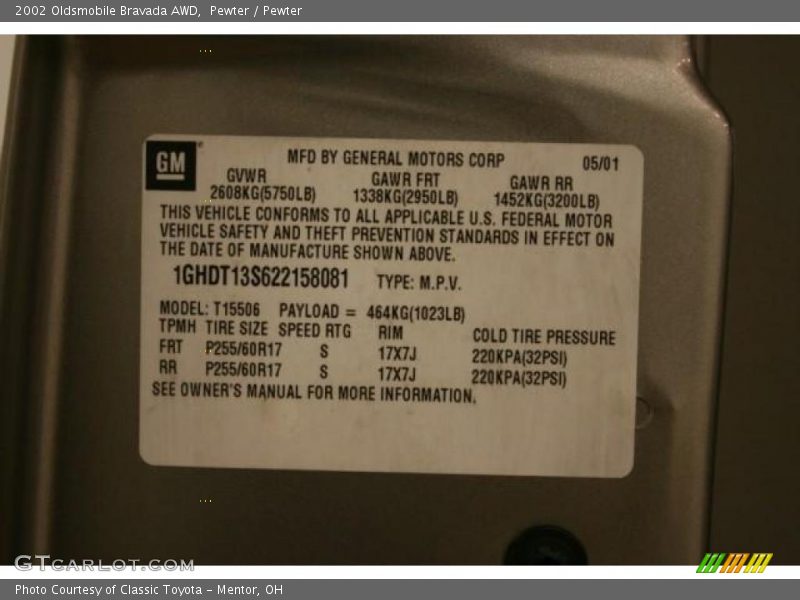 2002 Oldsmobile Bravada AWD,  Pewter / Pewter
GM
MFD BY GENERAL MOTORS CORP 05/01
GVWR GAWR FRT GAWR RR
2608KG(5750LB) 1338KG(2950LB) 1452KG(3200LB)
THIS VEHICLE CONFORMS TO ALL APPLICABLE U.S. FEDERAL MOTOR
VEHICLE SAFETY AND THEFT PREVENTION STANDARDS IN EFFECT ON
THE DATE OF MANUFACTURE SHOWN ABOVE.
1GHDT13S622158081 TYPE: M.P.V.
MODEL: T15506 PAYLOAD = 464KG(1023LB)
TPMH TIRE SIZE SPEED RTG RIM COLD TIRE PRESSURE
FRT P255/60R17 S 17X7J 220KPA(32PSI)
RR P255/60R17 S 17X7J 220KPA(32PSI)
SEE OWNER'S MANUAL FOR MORE INFORMATION.
GTCARLOT.COM
Photo Courtesy of Classic Toyota - Mentor, OH